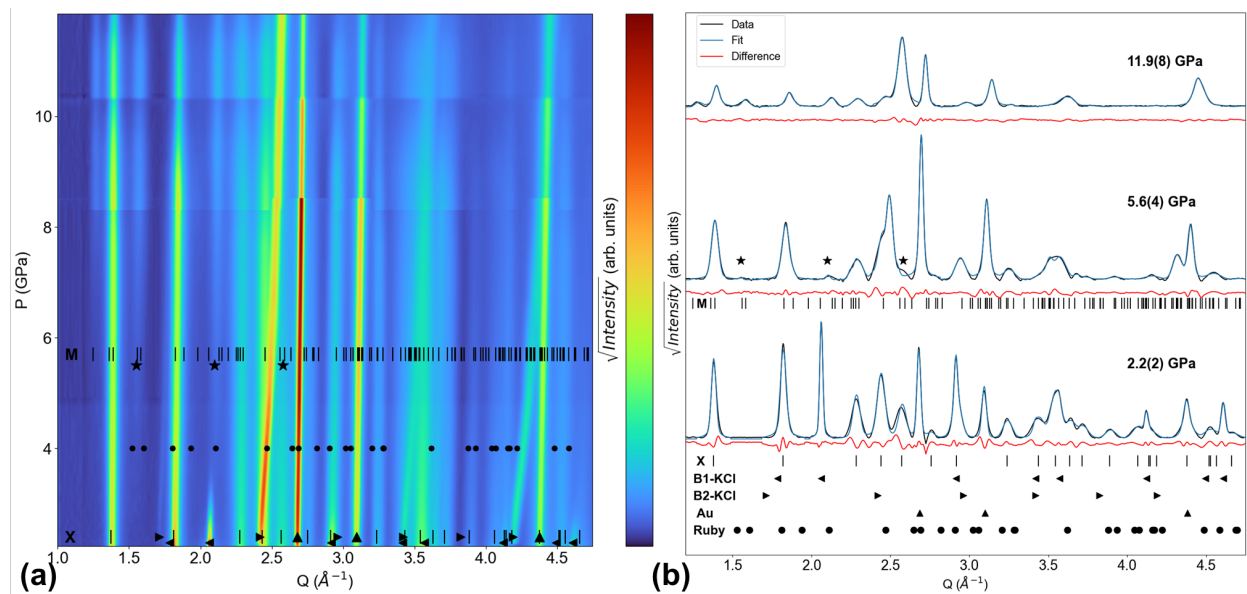 P (GPa)
10
8
6
4
M
X
1.0 1.5 2.0 2.5 3.0 3.5 4.0 4.5
Q (Å⁻¹)
(a)
√Intensity (arb. units)
√Intensity (arb. units)
Data
Fit
Difference
11.9(8) GPa
5.6(4) GPa
M
2.2(2) GPa
X
B1-KCl
B2-KCl
Au
Ruby
1.5 2.0 2.5 3.0 3.5 4.0 4.5
Q (Å⁻¹)
(b)